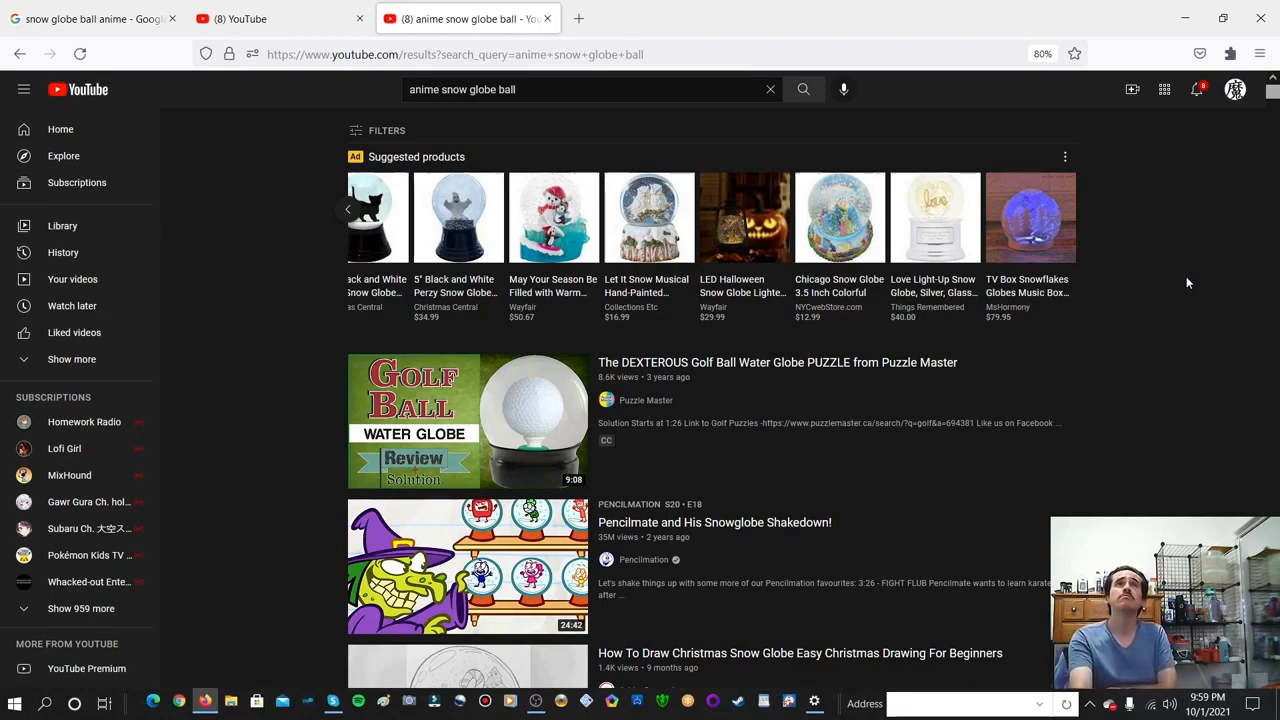 snow globe ball anime - Google
(8) YouTube
(8) anime snow globe ball - You
https://www.youtube.com/results?search_query=anime+snow+globe+ball
80%
YouTube
anime snow globe ball
8
魔
Home
Explore
Subscriptions
Library
History
Your videos
Watch later
Liked videos
Show more
SUBSCRIPTIONS
Homework Radio
Lofi Girl
MixHound
Gawr Gura Ch. hol...
Subaru Ch. 大空ス...
Pokémon Kids TV ...
Whacked-out Ente...
Show 959 more
MORE FROM YOUTUBE
YouTube Premium
FILTERS
Ad Suggested products
love
ack and White
Snow Globe...
as Central
5" Black and White
Perzy Snow Globe...
Christmas Central
$34.99
May Your Season Be
Filled with Warm...
Wayfair
$50.67
Let It Snow Musical
Hand-Painted...
Collections Etc
$16.99
LED Halloween
Snow Globe Lighte...
Wayfair
$29.99
Chicago Snow Globe
3.5 Inch Colorful
NYCwebStore.com
$12.99
Love Light-Up Snow
Globe, Silver, Glass...
Things Remembered
$40.00
TV Box Snowflakes
Globes Music Box...
MsHormony
$79.95
GOLF
BALL
WATER GLOBE
Review
+
Solution
9:08
The DEXTEROUS Golf Ball Water Globe PUZZLE from Puzzle Master
8.6K views • 3 years ago
Puzzle Master
Solution Starts at 1:26 Link to Golf Puzzles -https://www.puzzlemaster.ca/search/?q=golf&a=694381 Like us on Facebook ...
CC
24:42
PENCILMATION S20 • E18
Pencilmate and His Snowglobe Shakedown!
35M views • 2 years ago
Pencilmation
Let's shake things up with some more of our Pencilmation favourites: 3:26 - FIGHT FLUB Pencilmate wants to learn karate
after ...
How To Draw Christmas Snow Globe Easy Christmas Drawing For Beginners
1.4K views • 9 months ago
Address
9:59 PM
10/1/2021